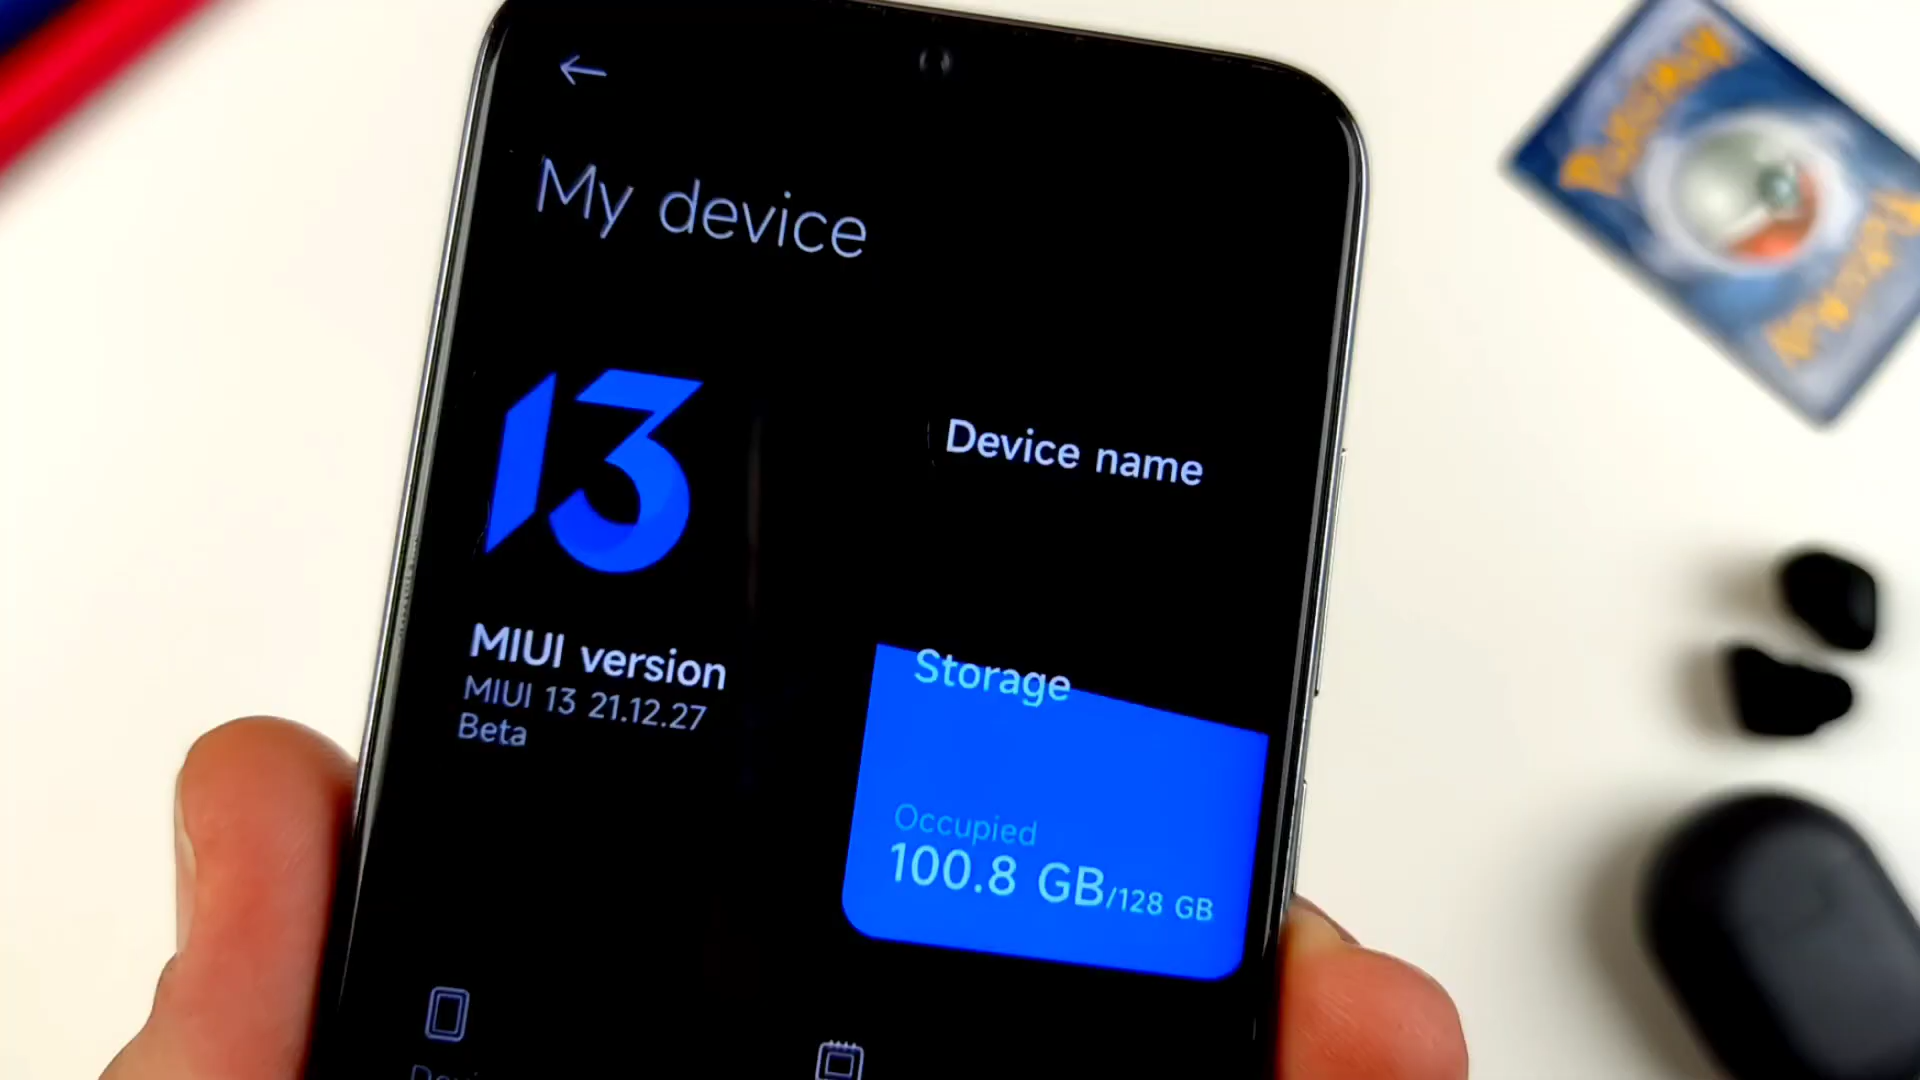 My device
13
Device name
MIUI version
MIUI 13 21.12.27
Beta
Storage
Occupied
100.8 GB/128 GB